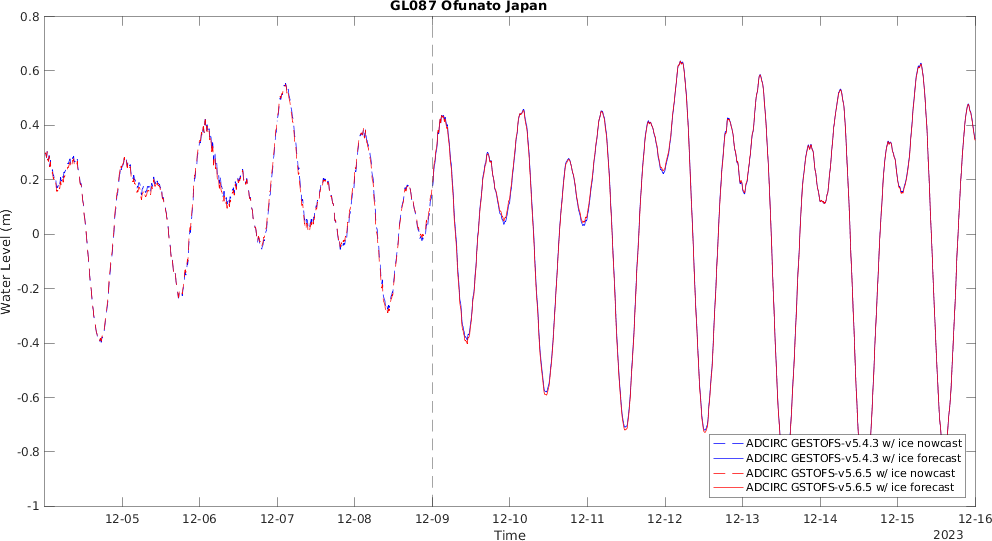 GL087 Ofunato Japan
0.8
0.6
0.4
0.2
0
-0.2
-0.4
-0.6
-0.8
-1
Water Level (m)
ADCIRC GESTOFS-v5.4.3 w/ ice nowcast
ADCIRC GESTOFS-v5.4.3 w/ ice forecast
ADCIRC GSTOFS-v5.6.5 w/ ice nowcast
ADCIRC GSTOFS-v5.6.5 w/ ice forecast
12-05 12-06 12-07 12-08 12-09 12-10 12-11 12-12 12-13 12-14 12-15 12-16
Time
2023